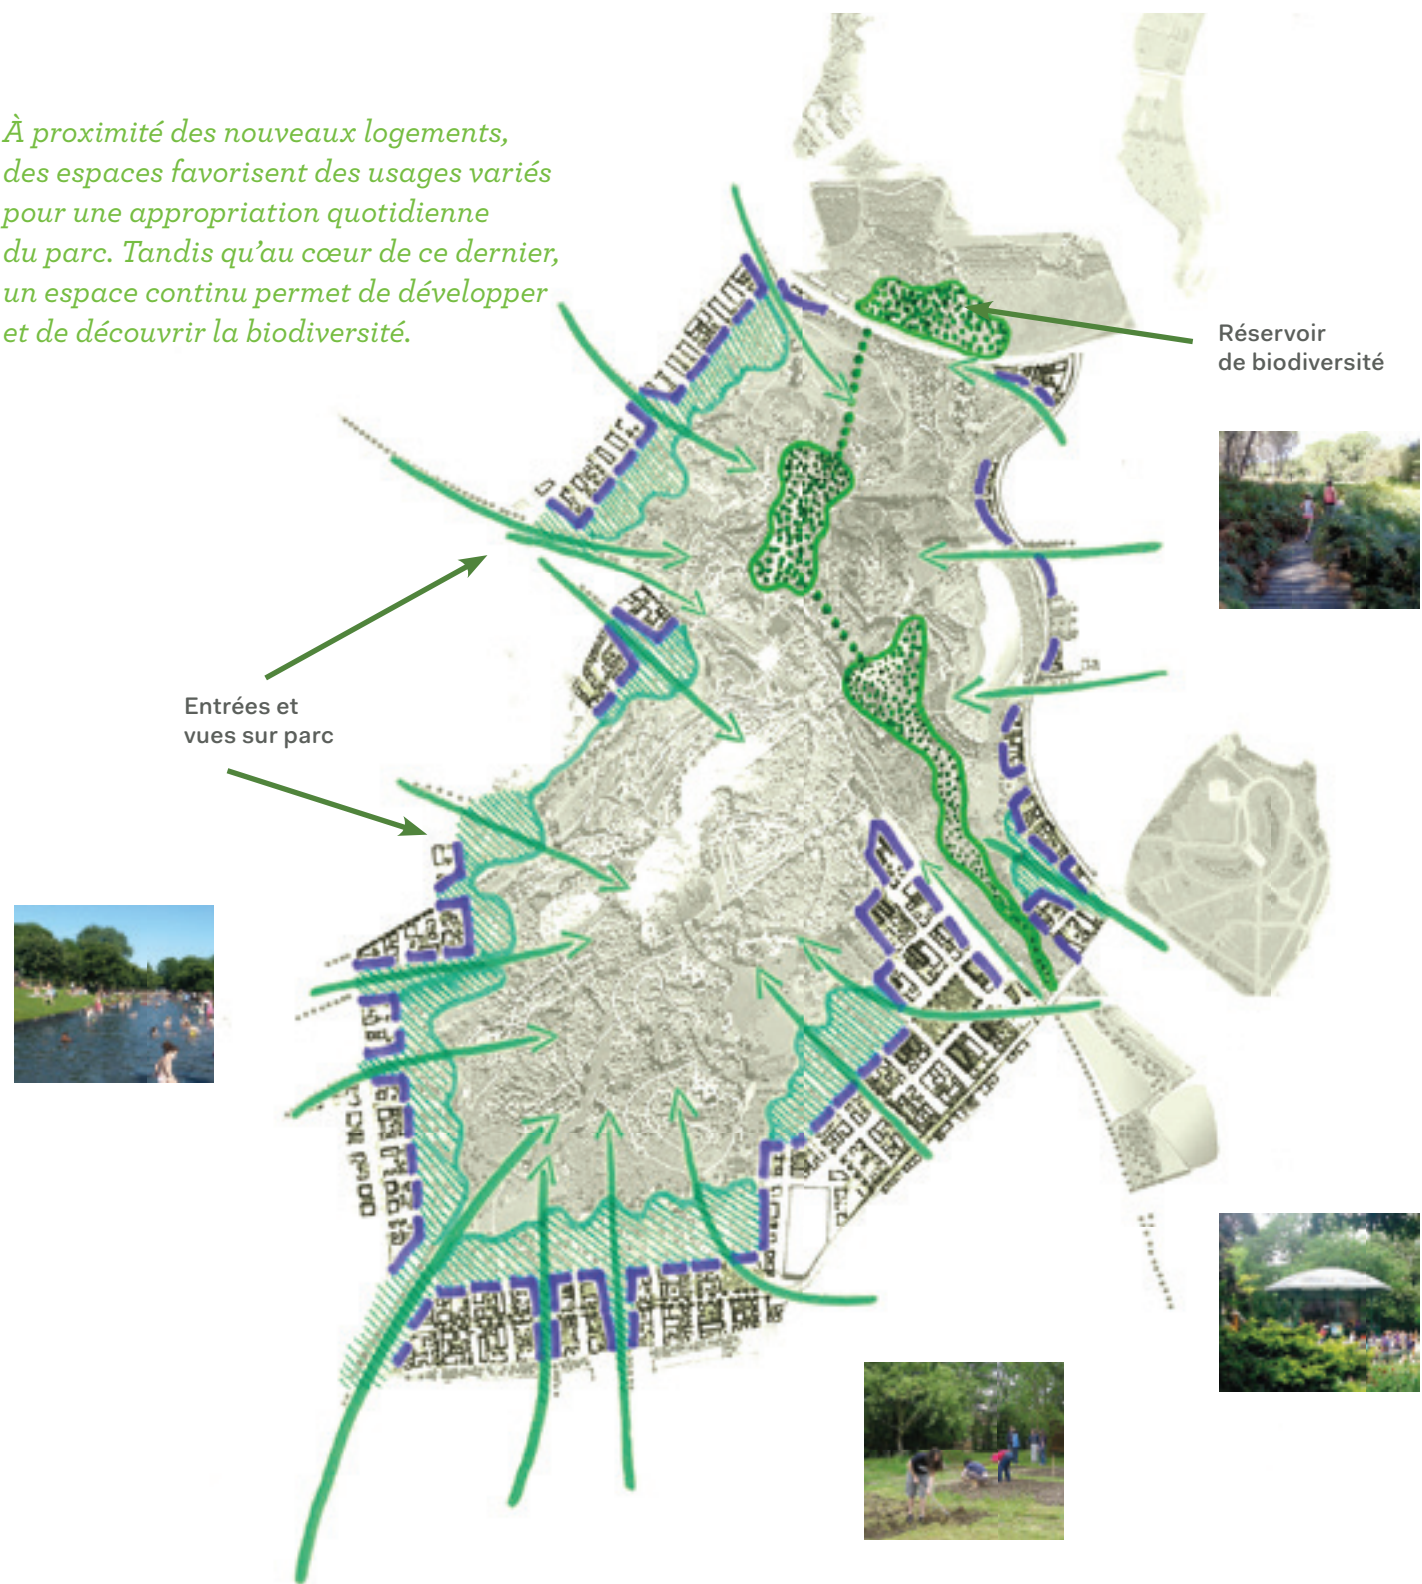 À proximité des nouveaux logements,
des espaces favorisent des usages variés
pour une appropriation quotidienne
du parc. Tandis qu’au cœur de ce dernier,
un espace continu permet de développer
et de découvrir la biodiversité.
Réservoir
de biodiversité
Entrées et
vues sur parc